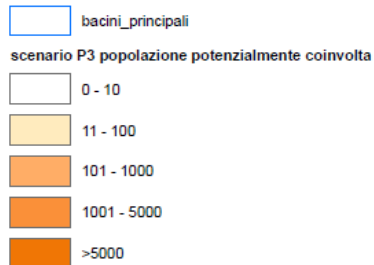 bacini_principali
scenario P3 popolazione potenzialmente coinvolta
0 - 10
11 - 100
101 - 1000
1001 - 5000
>5000